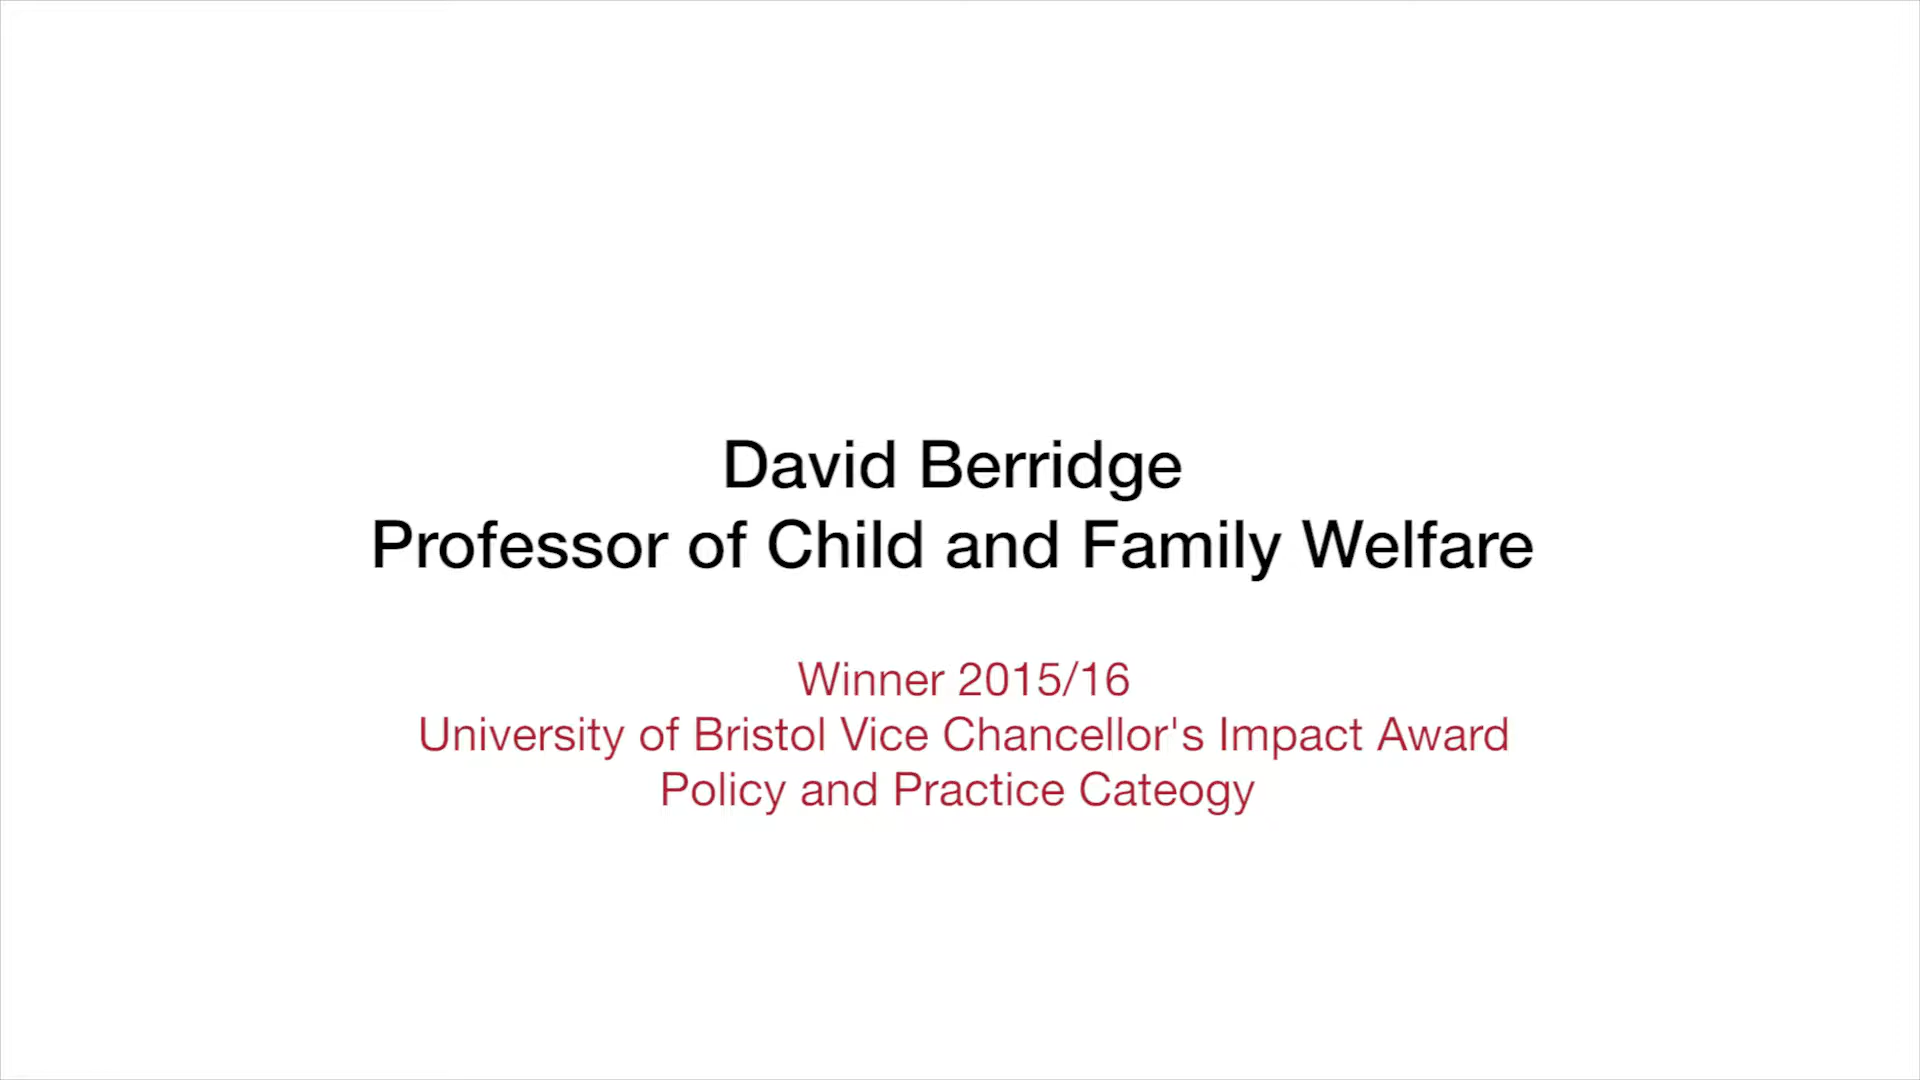 David Berridge
Professor of Child and Family Welfare
Winner 2015/16
University of Bristol Vice Chancellor's Impact Award
Policy and Practice Cateogy